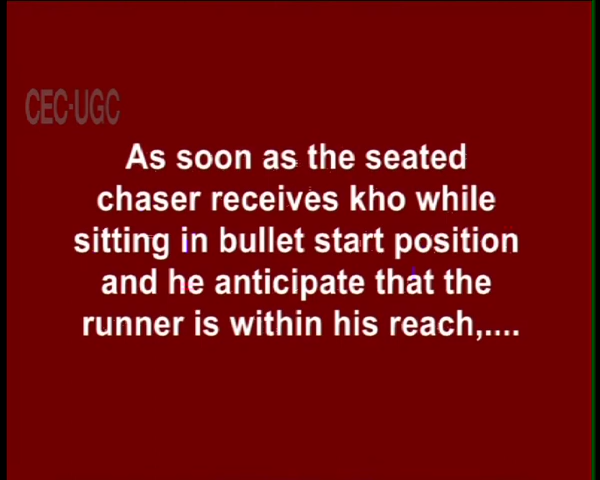 CEC-UGC
As soon as the seated
chaser receives kho while
sitting in bullet start position
and he anticipate that the
runner is within his reach,....